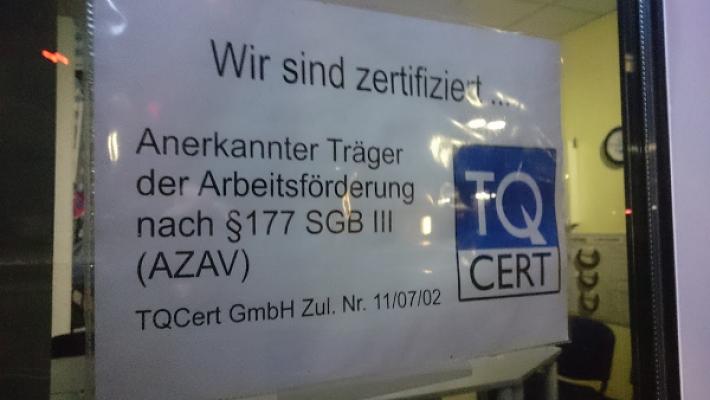 Wir sind zertifiziert .....
Anerkannter Träger
der Arbeitsförderung
nach §177 SGB III
(AZAV)
TQCert GmbH Zul. Nr. 11/07/02
TQ
CERT